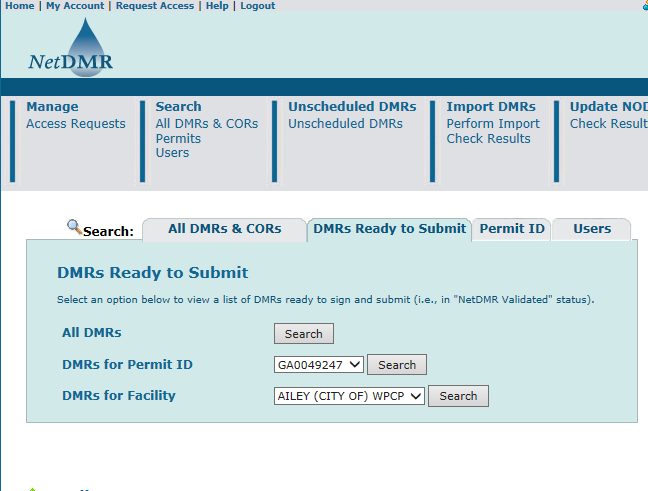 Home | My Account | Request Access | Help | Logout
NetDMR
Manage
Access Requests
Search
All DMRs & CORs
Permits
Users
Unscheduled DMRs
Unscheduled DMRs
Import DMRs
Perform Import
Check Results
Update NOD
Check Result
Search:
All DMRs & CORs
DMRs Ready to Submit
Permit ID
Users
DMRs Ready to Submit
Select an option below to view a list of DMRs ready to sign and submit (i.e., in "NetDMR Validated" status).
All DMRs
Search
DMRs for Permit ID
GA0049247
Search
DMRs for Facility
AILEY (CITY OF) WPCP
Search